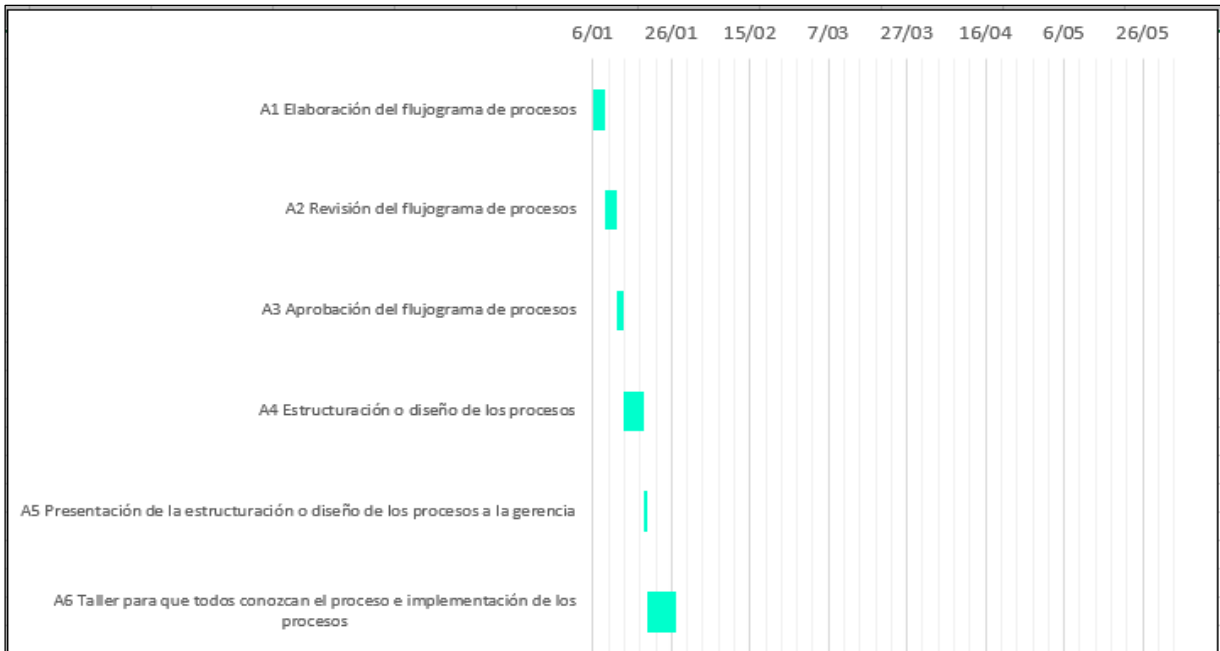 6/01 26/01 15/02 7/03 27/03 16/04 6/05 26/05
A1 Elaboración del flujograma de procesos
A2 Revisión del flujograma de procesos
A3 Aprobación del flujograma de procesos
A4 Estructuración o diseño de los procesos
A5 Presentación de la estructuración o diseño de los procesos a la gerencia
A6 Taller para que todos conozcan el proceso e implementación de los
procesos